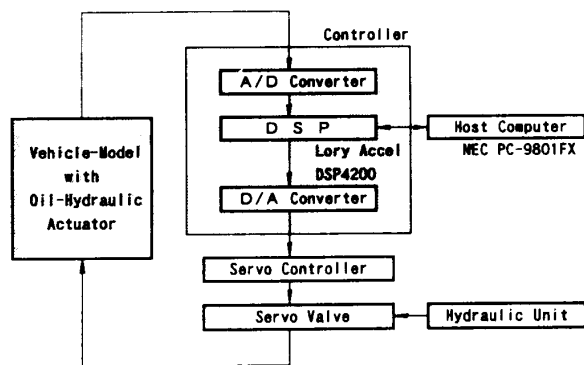 Controller
A/D Converter
D S P
Host Computer
NEC PC-9801FX
Lory Accel
DSP4200
Vehicle-Model
with
Oil-Hydraulic
Actuator
D/A Converter
Servo Controller
Servo Valve
Hydraulic Unit